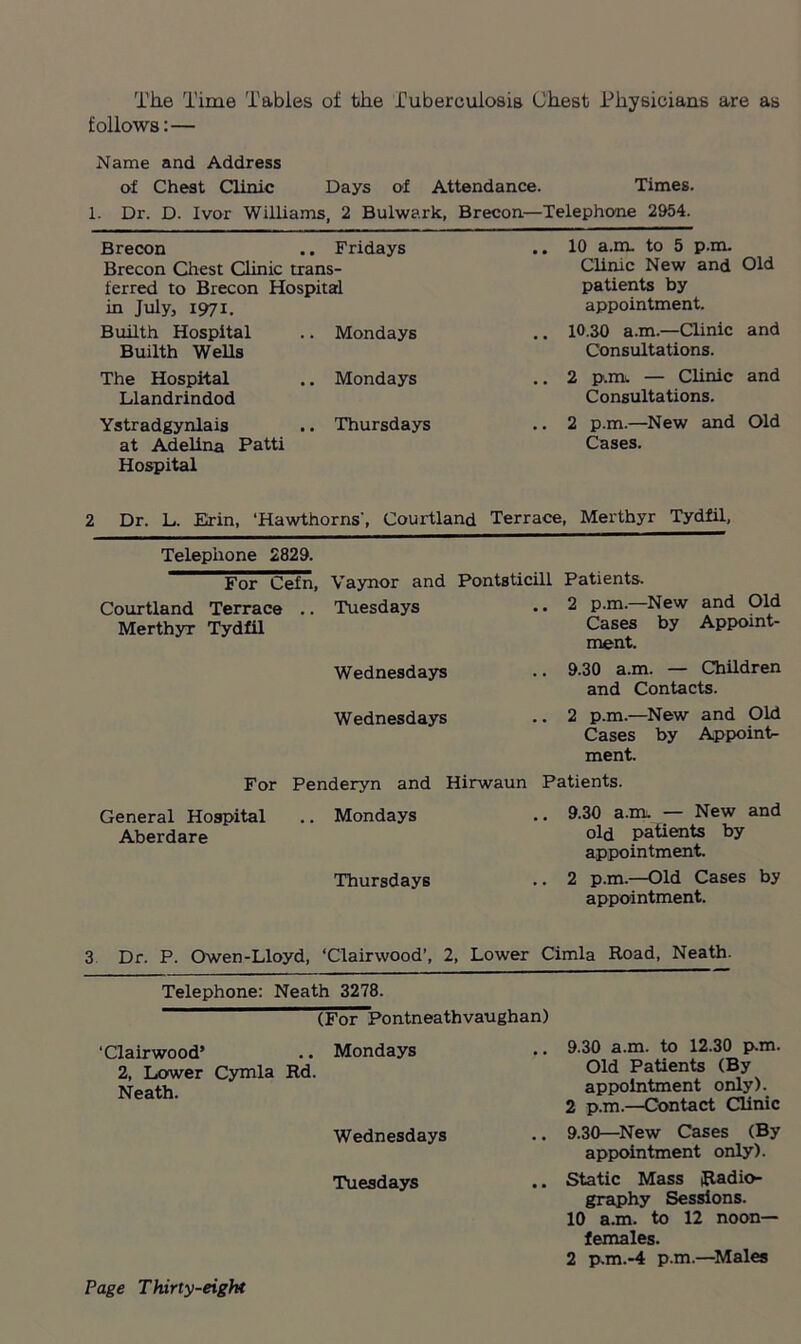 The Time Tables of the Tuberculosis Chest Physicians are as
follows:—
Name and Address
of Chest Clinic Days of Attendance. Times.
1. Dr. D. Ivor Williams, 2 Bulwark, Brecon—Telephone 2954.
Brecon .. Fridays .. 10 a.m. to 5 p.m.
Brecon Chest Clinic trans- Clinic New and Old
ferred to Brecon Hospital patients by
in July, 1971. appointment.
Builth Hospital .. Mondays .. 10.30 a.m.—Clinic and
Builth Wells Consultations.
The Hospital .. Mondays .. 2 p.m. — Clinic and
Llandrindod Consultations.
Ystradgynlais .. Thursdays .. 2 p.m.—New and Old
at Adelina Patti Cases.
Hospital
2 Dr. L. Erin, ‘Hawthorns', Courtland Terrace, Merthyr Tydfil,
Telephone 2829.
For Cefn, Vaynor and Pontsticill Patients.
Courtland Terrace .. Tuesdays .. 2 p.m.—New and Old
Merthyr Tydfil Cases by Appoint-
ment.
Wednesdays .. 9.30 a.m. — Children
and Contacts.
Wednesdays .. 2 p.m.—New and Old
Cases by Appoint-
ment.
For Penderyn and Hirwaun Patients.
General Hospital .. Mondays .. 9.30 a.m. — New and
Aberdare old patients by
appointment.
Thursdays .. 2 p.m.—Old Cases by
appointment.
3. Dr. P. Owen-Lloyd, ‘Clairwood’, 2, Lower Cimla Road, Neath.
Telephone: Neath 3278.
(For Pontneathvaughan)
‘Clairwood’ .. Mondays .. 9.30 a.m. to 12.30 p.m.
2, Lower Cymla Rd. Old Patients (By
Neath. appointment only).
2 p.m.—Contact Clinic
Wednesdays .. 9.30—New Cases (By
appointment only).
Tuesdays .. Static Mass Radio-
graphy Sessions.
10 a.m. to 12 noon—
females.
2 p.m.-4 p.m.—Males
Page Thirty-eight